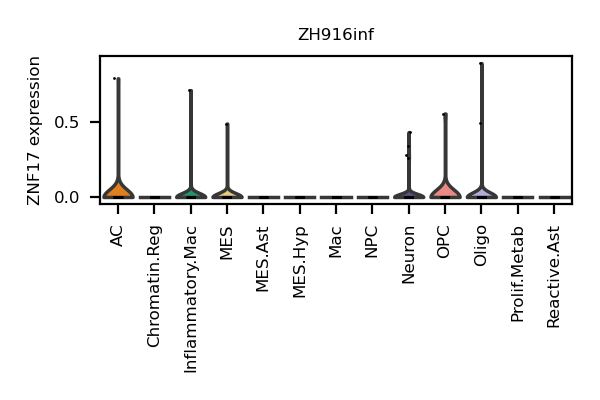 ZH916inf
ZNF17 expression
0.5
0.0
AC
Chromatin.Reg
Inflammatory.Mac
MES
MES.Ast
MES.Hyp
Mac
NPC
Neuron
OPC
Oligo
Prolif.Metab
Reactive.Ast